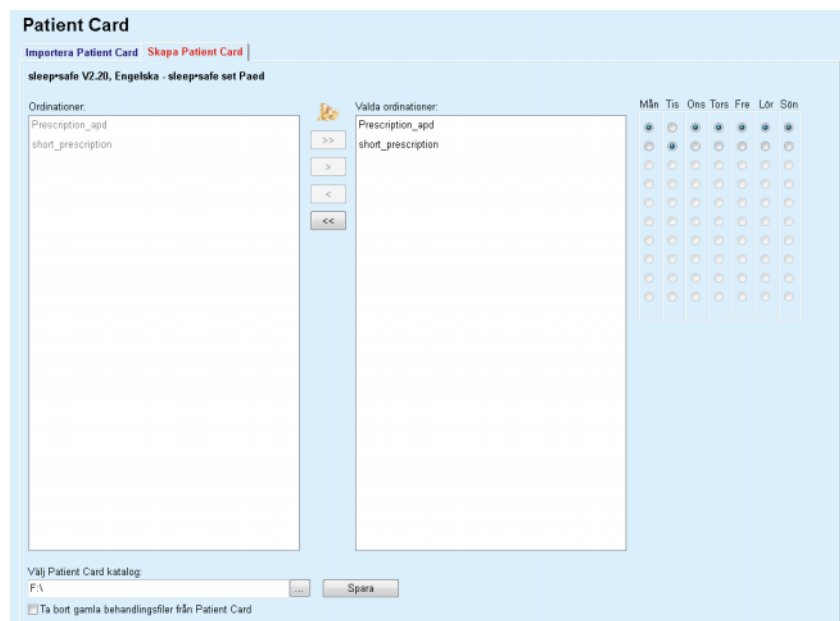 Patient Card
Importera Patient Card Skapa Patient Card
sleep•safe V2.20, Engelska - sleep•safe set Paed
Ordinationer:
Prescription_apd
short_prescription
>>
>
<
<<
Valda ordinationer:
Prescription_apd
short_prescription
Mån Tis Ons Tors Fre Lör Sön
Välj Patient Card katalog:
F:\ ... Spara
Ta bort gamla behandlingsfiler från Patient Card